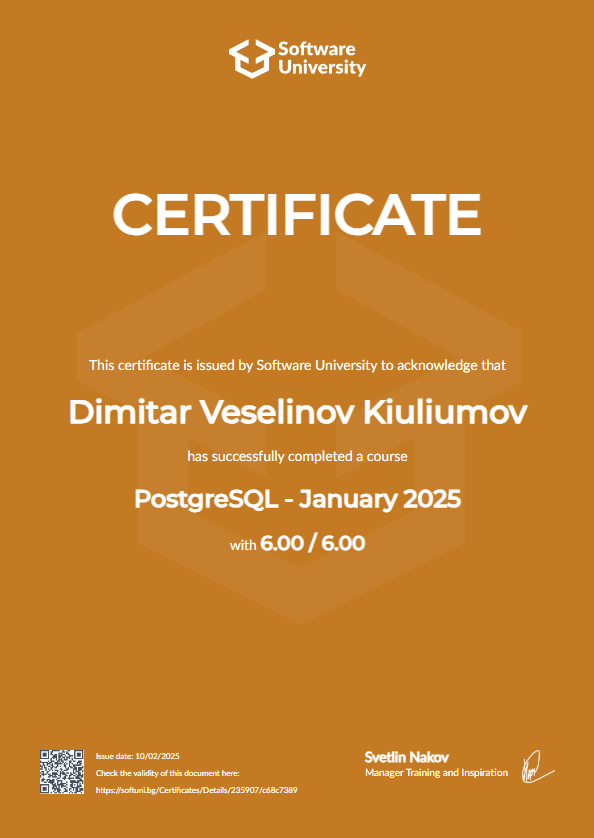 Software
University
CERTIFICATE
This certificate is issued by Software University to acknowledge that
Dimitar Veselinov Kiuliumov
has successfully completed a course
PostgreSQL - January 2025
with 6.00 / 6.00
Issue date: 10/02/2025
Check the validity of this document here:
https://softuni.bg/Certificates/Details/235907/c68c7389
Svetlin Nakov
Manager Training and Inspiration